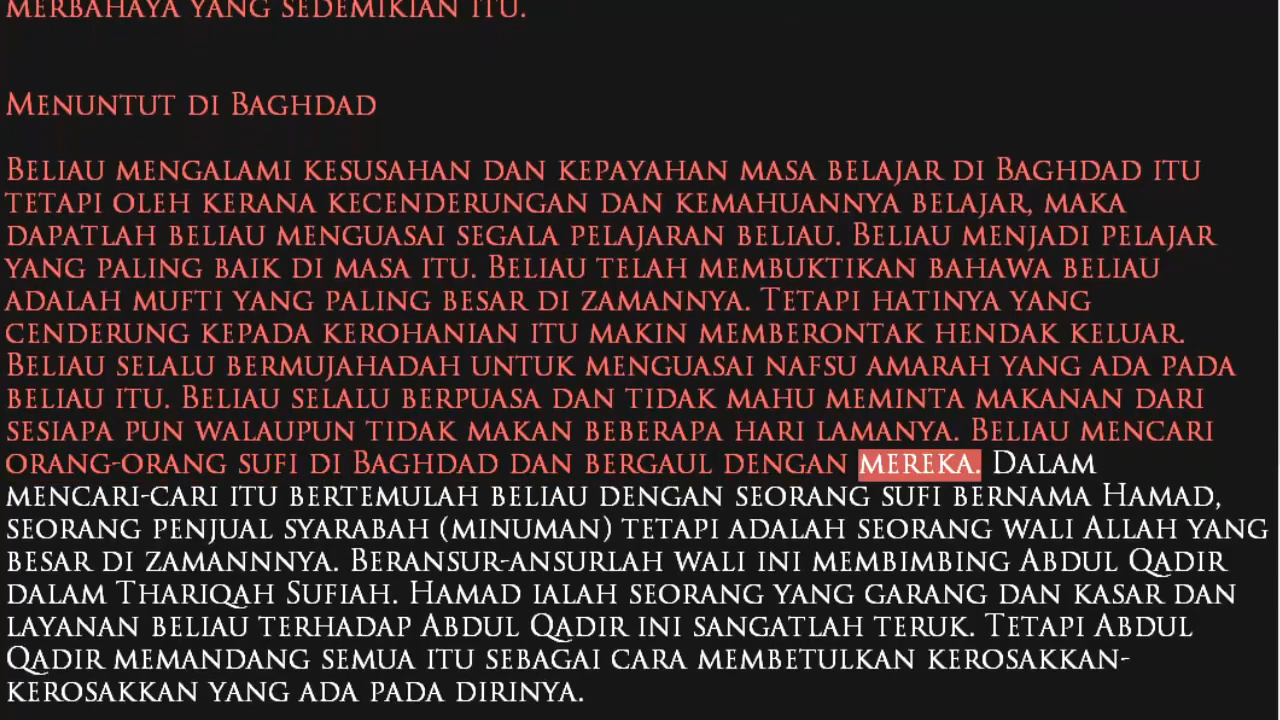 MERBAHAYA YANG SEDEMIKIAN ITU.
MENUNTUT DI BAGHDAD
BELIAU MENGALAMI KESUSAHAN DAN KEPAYAHAN MASA BELAJAR DI BAGHDAD ITU
TETAPI OLEH KERANA KECENDERUNGAN DAN KEMAHUANNYA BELAJAR, MAKA
DAPATLAH BELIAU MENGUASAI SEGALA PELAJARAN BELIAU. BELIAU MENJADI PELAJAR
YANG PALING BAIK DI MASA ITU. BELIAU TELAH MEMBUKTIKAN BAHAWA BELIAU
ADALAH MUFTI YANG PALING BESAR DI ZAMANNYA. TETAPI HATINYA YANG
CENDERUNG KEPADA KEROHANIAN ITU MAKIN MEMBERONTAK HENDAK KELUAR.
BELIAU SELALU BERMUJAHADAH UNTUK MENGUASAI NAFSU AMARAH YANG ADA PADA
BELIAU ITU. BELIAU SELALU BERPUASA DAN TIDAK MAHU MEMINTA MAKANAN DARI
SESIAPA PUN WALAUPUN TIDAK MAKAN BEBERAPA HARI LAMANYA. BELIAU MENCARI
ORANG-ORANG SUFI DI BAGHDAD DAN BERGAUL DENGAN MEREKA. DALAM
MENCARI-CARI ITU BERTEMULAH BELIAU DENGAN SEORANG SUFI BERNAMA HAMAD,
SEORANG PENJUAL SYARABAH (MINUMAN) TETAPI ADALAH SEORANG WALI ALLAH YANG
BESAR DI ZAMANNNYA. BERANSUR-ANSURLAH WALI INI MEMBIMBING ABDUL QADIR
DALAM THARIQAH SUFIAH. HAMAD IALAH SEORANG YANG GARANG DAN KASAR DAN
LAYANAN BELIAU TERHADAP ABDUL QADIR INI SANGATLAH TERUK. TETAPI ABDUL
QADIR MEMANDANG SEMUA ITU SEBAGAI CARA MEMBETULKAN KEROSAKKAN-
KEROSAKKAN YANG ADA PADA DIRINYA.